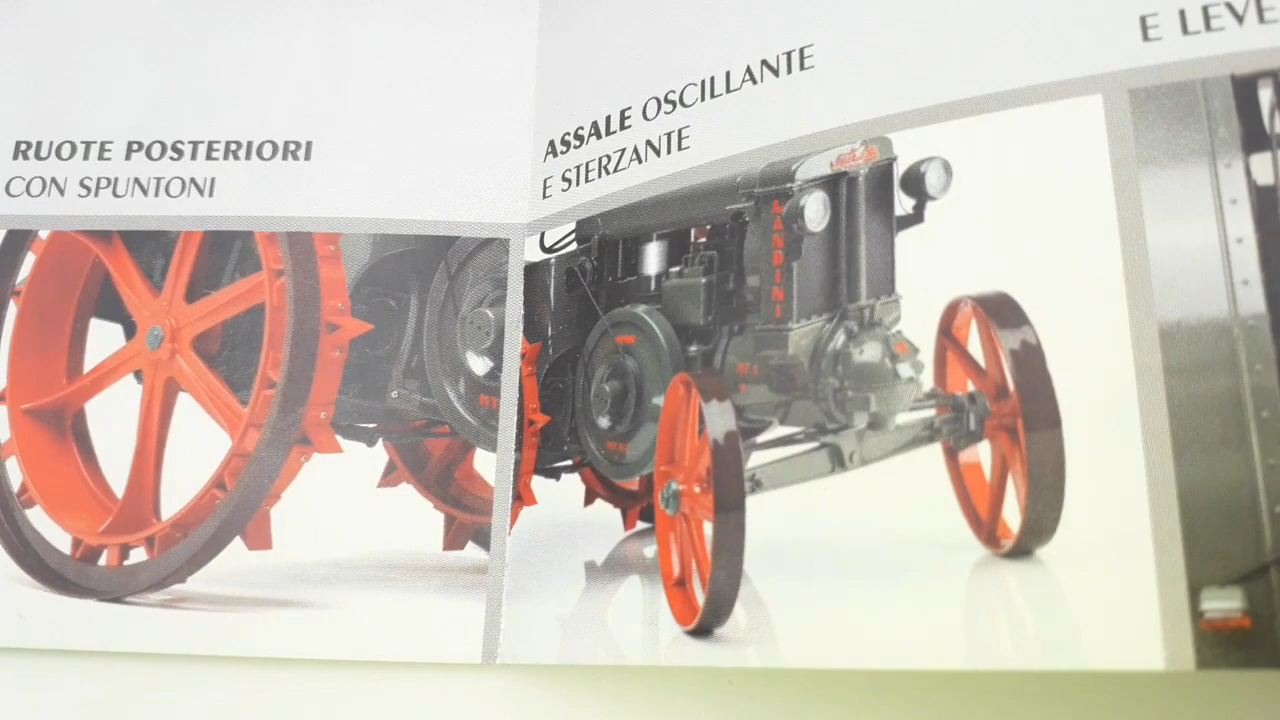 RUOTE POSTERIORI
CON SPUNTONI
ASSALE OSCILLANTE
E STERZANTE
LANDINI
E LEVE